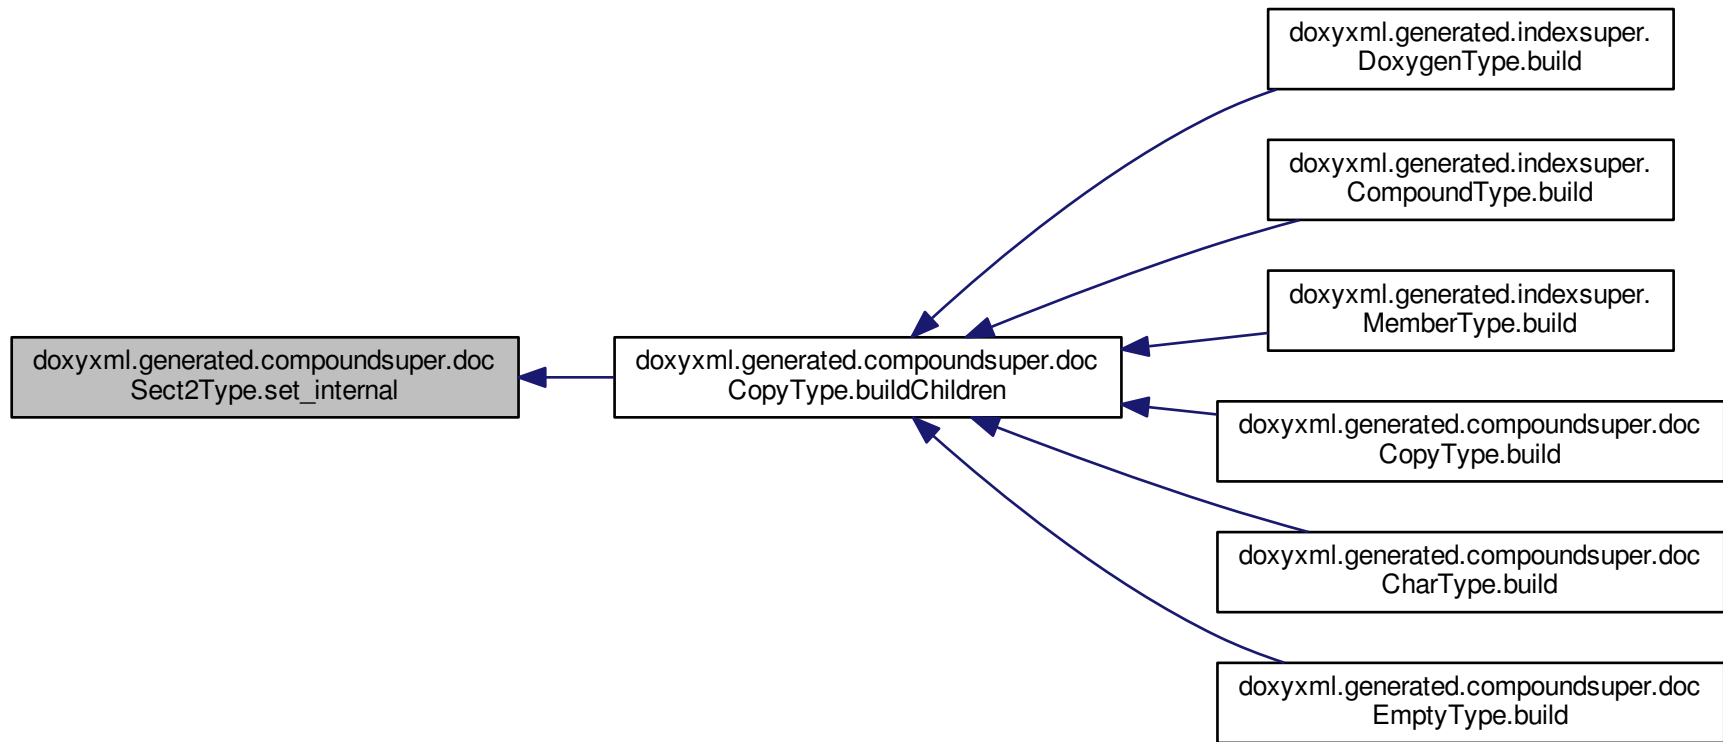 doxyxml.generated.indexsuper.
DoxygenType.build
doxyxml.generated.indexsuper.
CompoundType.build
doxyxml.generated.indexsuper.
MemberType.build
doxyxml.generated.compoundsuper.doc
Sect2Type.set_internal
doxyxml.generated.compoundsuper.doc
CopyType.buildChildren
doxyxml.generated.compoundsuper.doc
CopyType.build
doxyxml.generated.compoundsuper.doc
CharType.build
doxyxml.generated.compoundsuper.doc
EmptyType.build